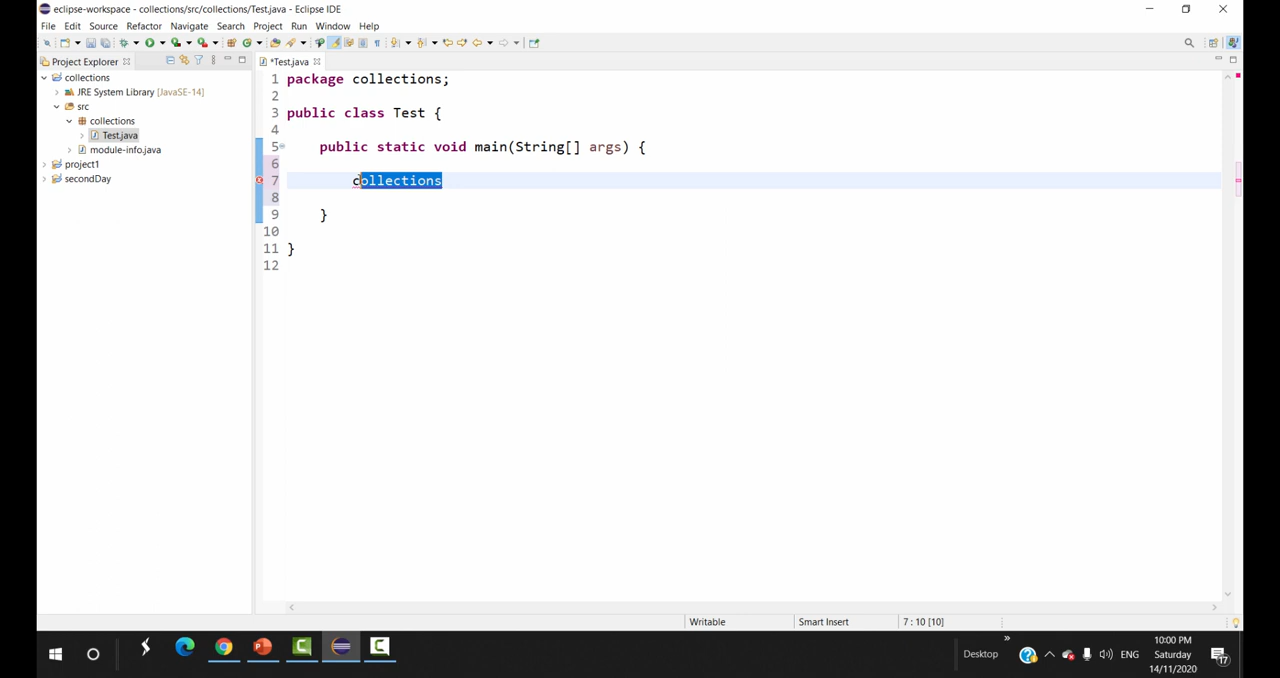 eclipse-workspace - collections/src/collections/Test.java - Eclipse IDE
File Edit Source Refactor Navigate Search Project Run Window Help
Project Explorer
*Test.java
collections
JRE System Library [JavaSE-14]
src
collections
Test.java
module-info.java
project1
secondDay
1 package collections;
2
3 public class Test {
4
5 public static void main(String[] args) {
6
7 collections
8
9 }
10
11 }
12
Writable Smart Insert 7 : 10 [10]
Desktop ENG
10:00 PM
Saturday
14/11/2020
17